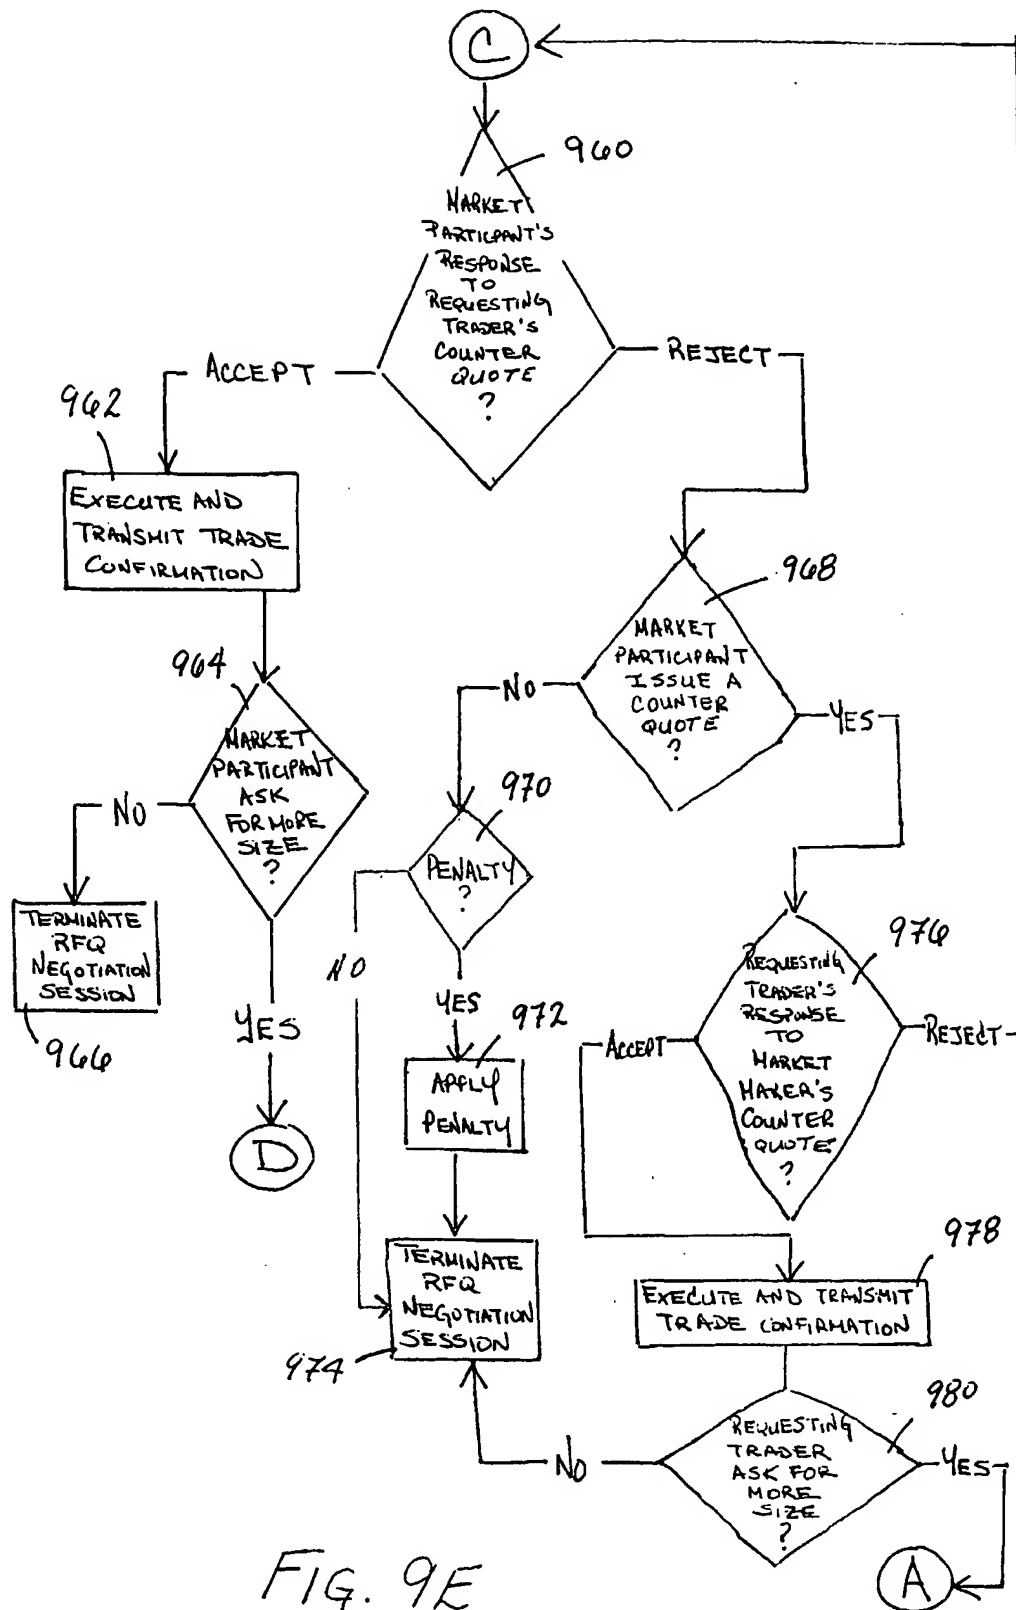 C
960
MARKET
PARTICIPANT'S
RESPONSE
TO
REQUESTING
TRADER'S
COUNTER
QUOTE
?
ACCEPT
REJECT
962
EXECUTE AND
TRANSMIT TRADE
CONFIRMATION
968
MARKET
PARTICIPANT
ISSUE A
COUNTER
QUOTE
?
NO
YES
964
MARKET
PARTICIPANT
ASK
FOR MORE
SIZE
?
NO
YES
TERMINATE
RFQ
NEGOTIATION
SESSION
966
D
970
PENALTY
?
NO
YES
972
APPLY
PENALTY
TERMINATE
RFQ
NEGOTIATION
SESSION
974
976
REQUESTING
TRADER'S
RESPONSE
TO
MARKET
MAKER'S
COUNTER
QUOTE
?
ACCEPT
REJECT
978
EXECUTE AND TRANSMIT
TRADE CONFIRMATION
980
REQUESTING
TRADER
ASK FOR
MORE
SIZE
?
NO
YES
A
FIG. 9E